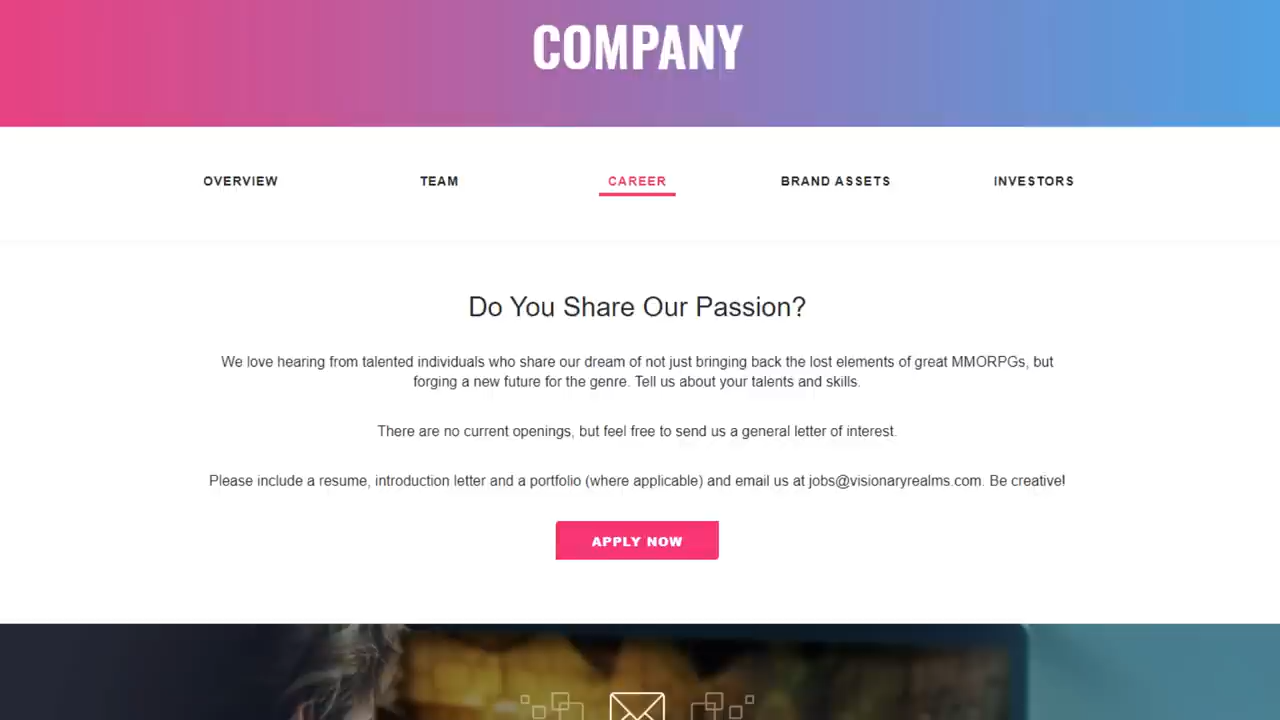 COMPANY
OVERVIEW
TEAM
CAREER
BRAND ASSETS
INVESTORS
Do You Share Our Passion?
We love hearing from talented individuals who share our dream of not just bringing back the lost elements of great MMORPGs, but
forging a new future for the genre. Tell us about your talents and skills.
There are no current openings, but feel free to send us a general letter of interest.
Please include a resume, introduction letter and a portfolio (where applicable) and email us at jobs@visionaryrealms.com. Be creative!
APPLY NOW